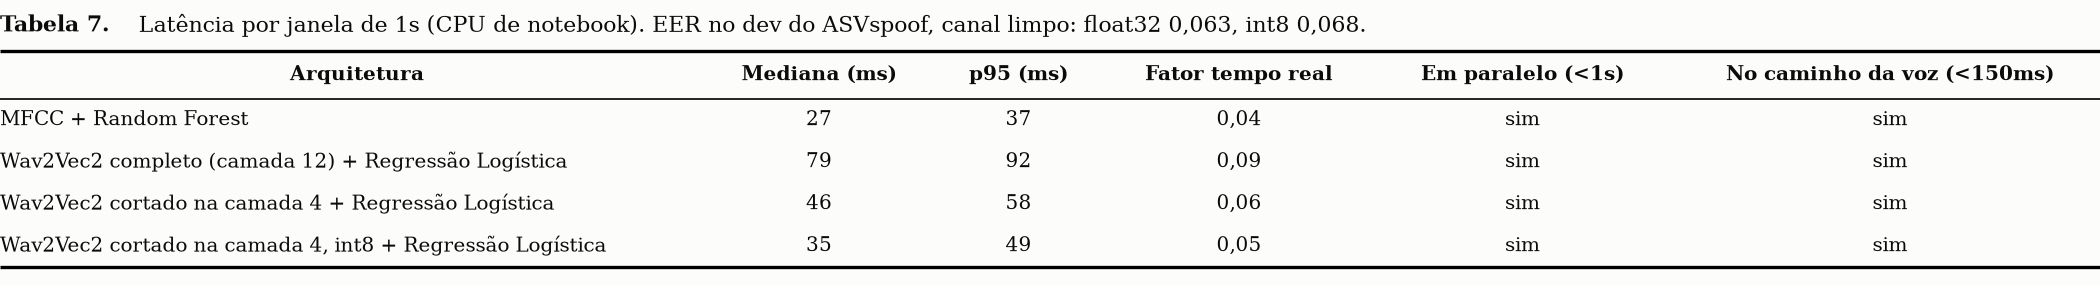 Tabela 7. Latência por janela de 1s (CPU de notebook). EER no dev do ASVspoof, canal limpo: float32 0,063, int8 0,068.
Arquitetura Mediana (ms) p95 (ms) Fator tempo real Em paralelo (<1s) No caminho da voz (<150ms)
MFCC + Random Forest 27 37 0,04 sim sim
Wav2Vec2 completo (camada 12) + Regressão Logística 79 92 0,09 sim sim
Wav2Vec2 cortado na camada 4 + Regressão Logística 46 58 0,06 sim sim
Wav2Vec2 cortado na camada 4, int8 + Regressão Logística 35 49 0,05 sim sim